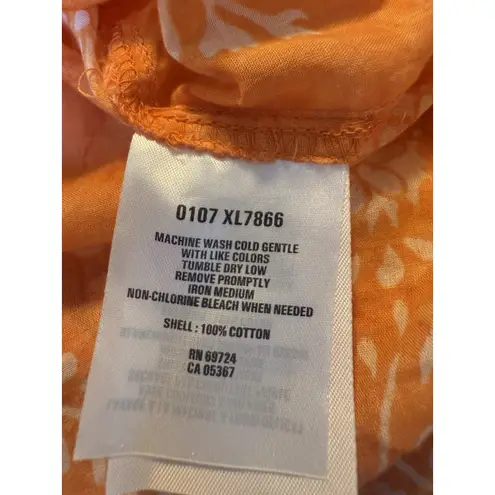 0107 XL7866
MACHINE WASH COLD GENTLE
WITH LIKE COLORS
TUMBLE DRY LOW
REMOVE PROMPTLY
IRON MEDIUM
NON-CHLORINE BLEACH WHEN NEEDED
SHELL : 100% COTTON
RN 69724
CA 05367